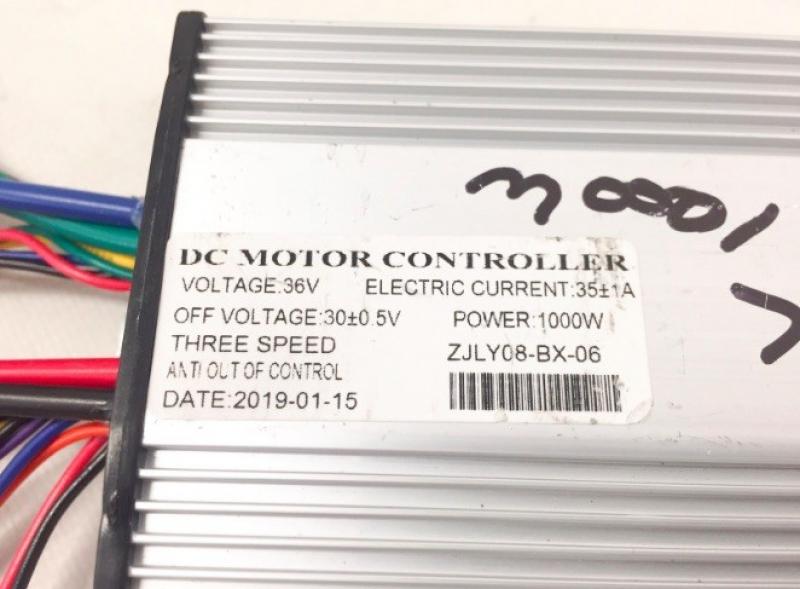 DC MOTOR CONTROLLER
VOLTAGE:36V ELECTRIC CURRENT:35±1A
OFF VOLTAGE:30±0.5V POWER:1000W
THREE SPEED ZJLY08-BX-06
ANTI OUT OF CONTROL
DATE:2019-01-15
1000W